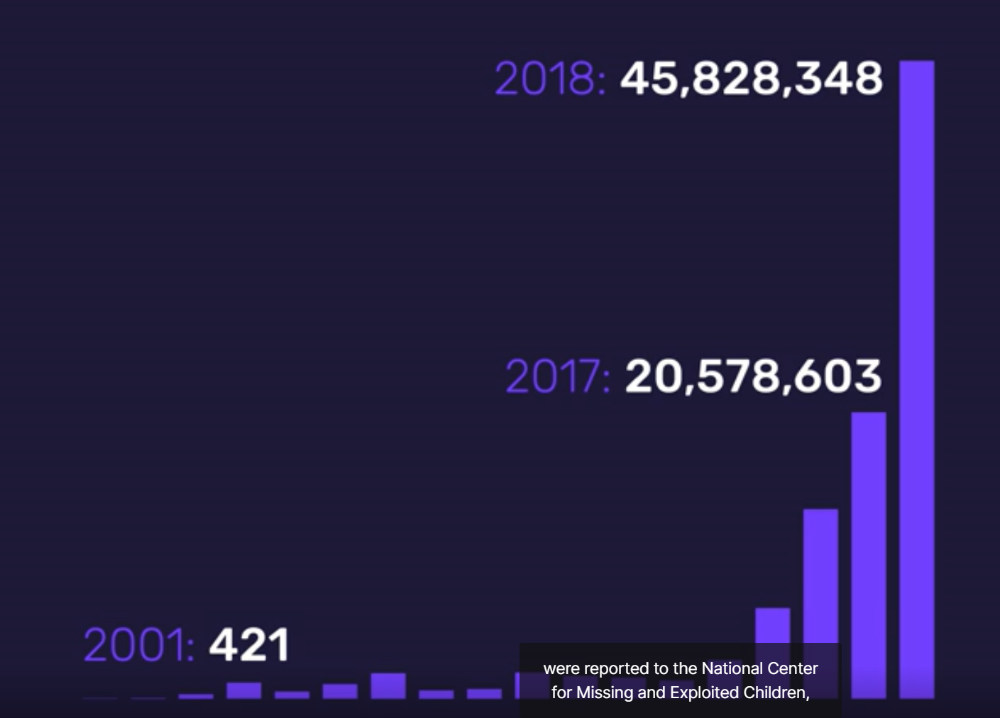 2018: 45,828,348
2017: 20,578,603
2001: 421
were reported to the National Center
for Missing and Exploited Children,